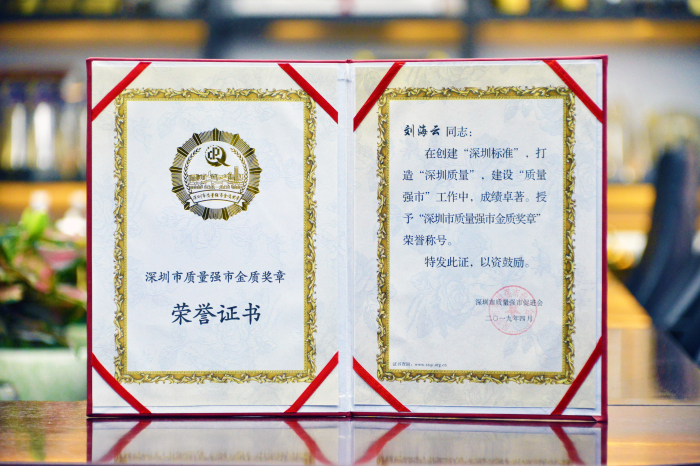 深圳市质量强市金质奖章
荣誉证书
刘海云 同志：
在创建“深圳标准”，打
造“深圳质量”，建设“质量
强市”工作中，成绩卓著。授
予“深圳市质量强市金质奖章”
荣誉称号。
特发此证，以资鼓励。
深圳市质量强市促进会
二〇一九年四月